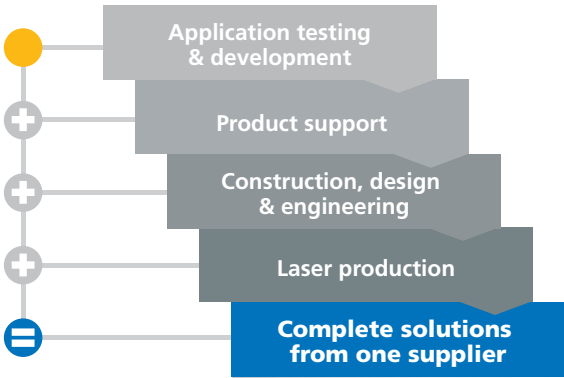 Application testing
& development
Product support
Construction, design
& engineering
Laser production
Complete solutions
from one supplier